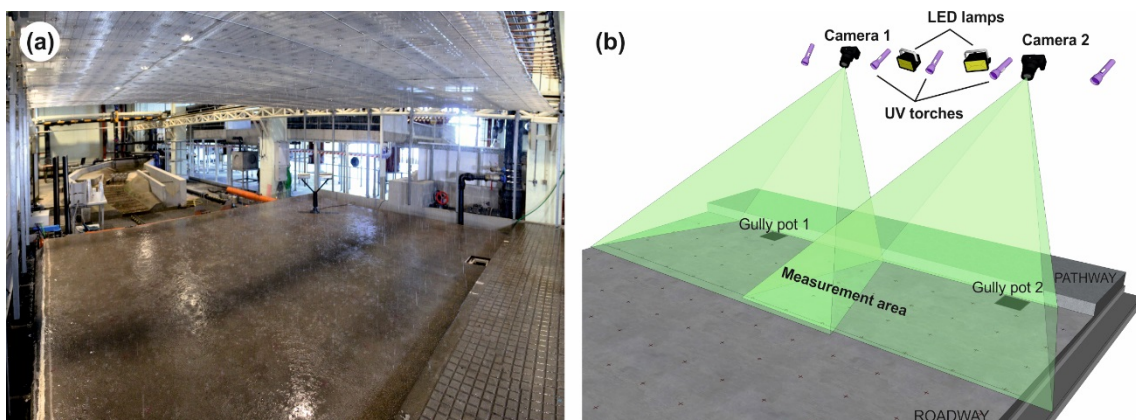 (a)
(b)
LED lamps
Camera 1
Camera 2
UV torches
Gully pot 1
PATHWAY
Gully pot 2
Measurement area
ROADWAY